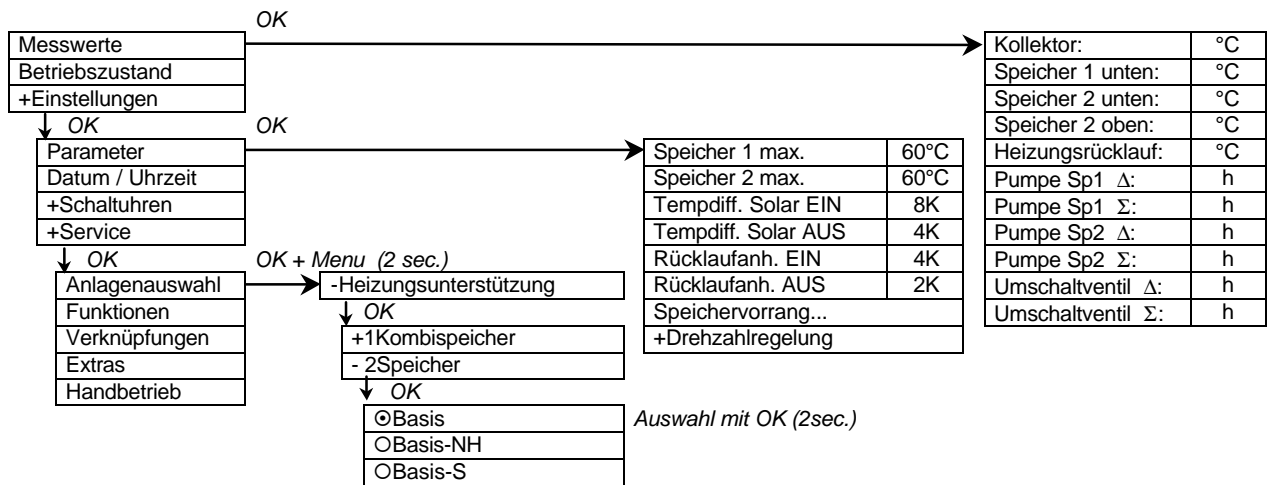 OK
Messwerte
Betriebszustand
+Einstellungen
OK
OK
Parameter
Datum / Uhrzeit
+Schaltuhren
+Service
OK
OK + Menu (2 sec.)
Anlagenauswahl
Funktionen
Verknüpfungen
Extras
Handbetrieb
-Heizungsunterstützung
OK
+1Kombispeicher
- 2Speicher
OK
⊙Basis
○Basis-NH
○Basis-S
Auswahl mit OK (2sec.)
Speicher 1 max. 60°C
Speicher 2 max. 60°C
Tempdiff. Solar EIN 8K
Tempdiff. Solar AUS 4K
Rücklaufanh. EIN 4K
Rücklaufanh. AUS 2K
Speichervorrang...
+Drehzahlregelung
Kollektor: °C
Speicher 1 unten: °C
Speicher 2 unten: °C
Speicher 2 oben: °C
Heizungsrücklauf: °C
Pumpe Sp1 Δ: h
Pumpe Sp1 Σ: h
Pumpe Sp2 Δ: h
Pumpe Sp2 Σ: h
Umschaltventil Δ: h
Umschaltventil Σ: h